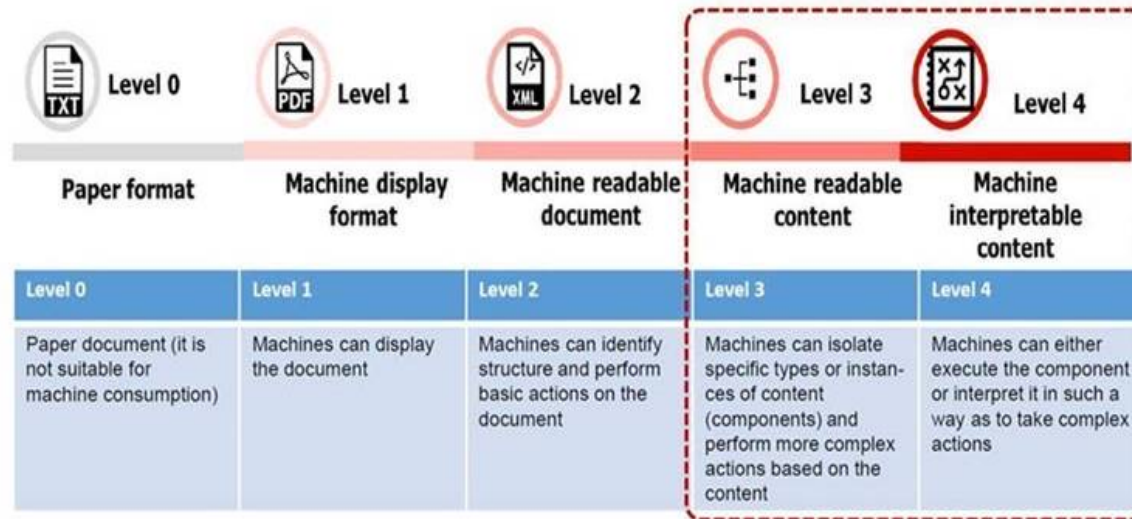 TXT
Level 0
PDF
Level 1
</>
XML
Level 2
Level 3
Level 4
Paper format
Machine display
format
Machine readable
document
Machine readable
content
Machine
interpretable
content
Level 0
Level 1
Level 2
Level 3
Level 4
Paper document (it is
not suitable for
machine consumption)
Machines can display
the document
Machines can identify
structure and perform
basic actions on the
document
Machines can isolate
specific types or instan-
ces of content
(components) and
perform more complex
actions based on the
content
Machines can either
execute the component
or interpret it in such a
way as to take complex
actions